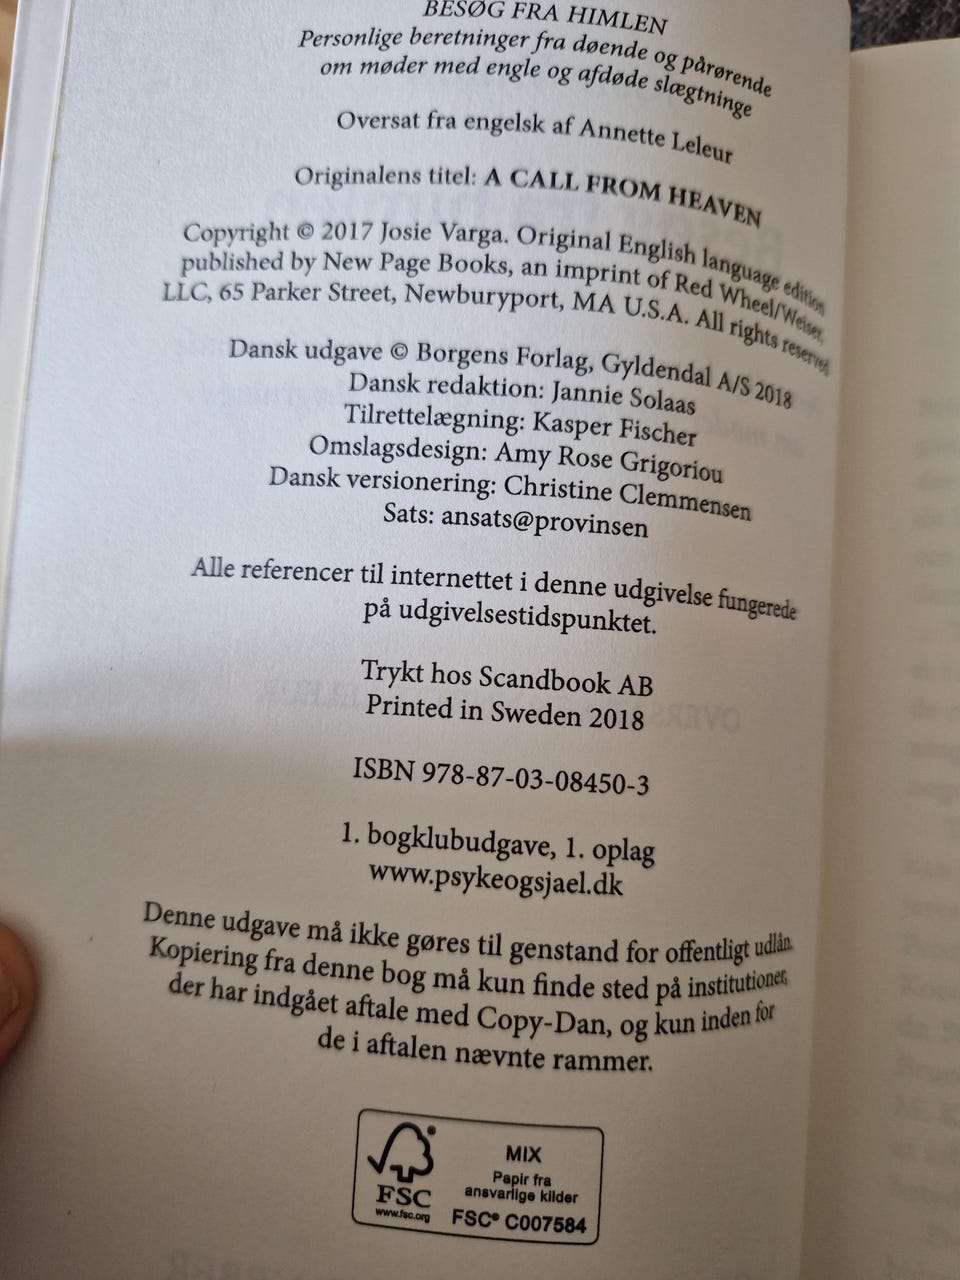 BESØG FRA HIMLEN
Personlige beretninger fra døende og pårørende
om møder med engle og afdøde slægtninge
Oversat fra engelsk af Annette Leleur
Originalens titel: A CALL FROM HEAVEN
Copyright © 2017 Josie Varga. Original English language edition
published by New Page Books, an imprint of Red Wheel/Weiser,
LLC, 65 Parker Street, Newburyport, MA U.S.A. All rights reserved
Dansk udgave © Borgens Forlag, Gyldendal A/S 2018
Dansk redaktion: Jannie Solaas
Tilrettelægning: Kasper Fischer
Omslagsdesign: Amy Rose Grigoriou
Dansk versionering: Christine Clemmensen
Sats: ansats@provinsen
Alle referencer til internettet i denne udgivelse fungerede
på udgivelsestidspunktet.
Trykt hos Scandbook AB
Printed in Sweden 2018
ISBN 978-87-03-08450-3
1. bogklubudgave, 1. oplag
www.psykeogsjael.dk
Denne udgave må ikke gøres til genstand for offentligt udlån.
Kopiering fra denne bog må kun finde sted på institutioner,
der har indgået aftale med Copy-Dan, og kun inden for
de i aftalen nævnte rammer.
FSC
www.fsc.org
MIX
Papir fra
ansvarlige kilder
FSC® C007584